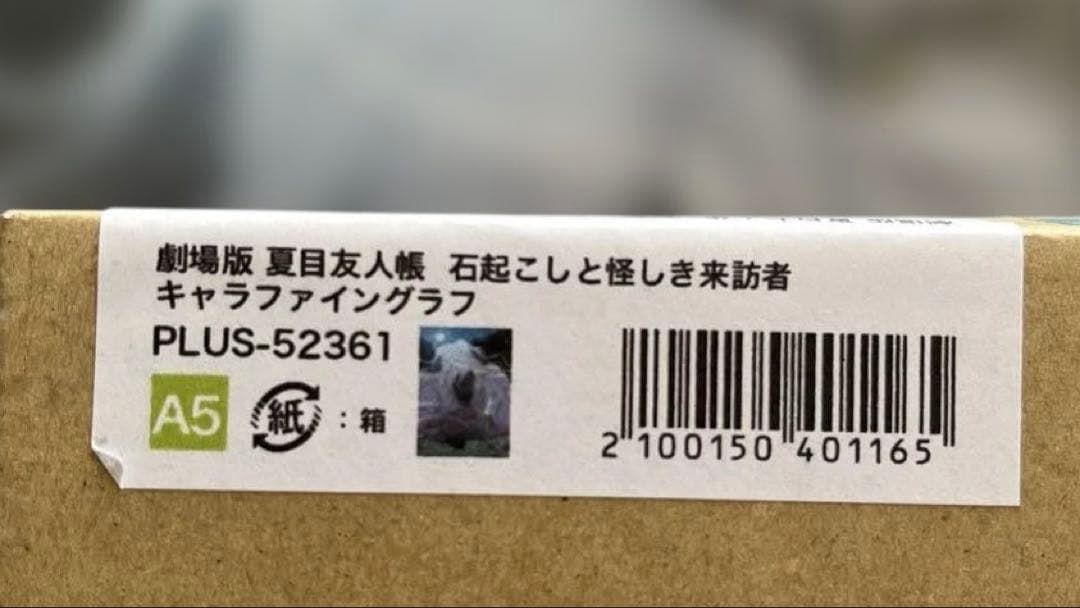 劇場版 夏目友人帳 石起こしと怪しき来訪者
キャラファイングラフ
PLUS-52361
A5 紙 : 箱
2 100150 401165